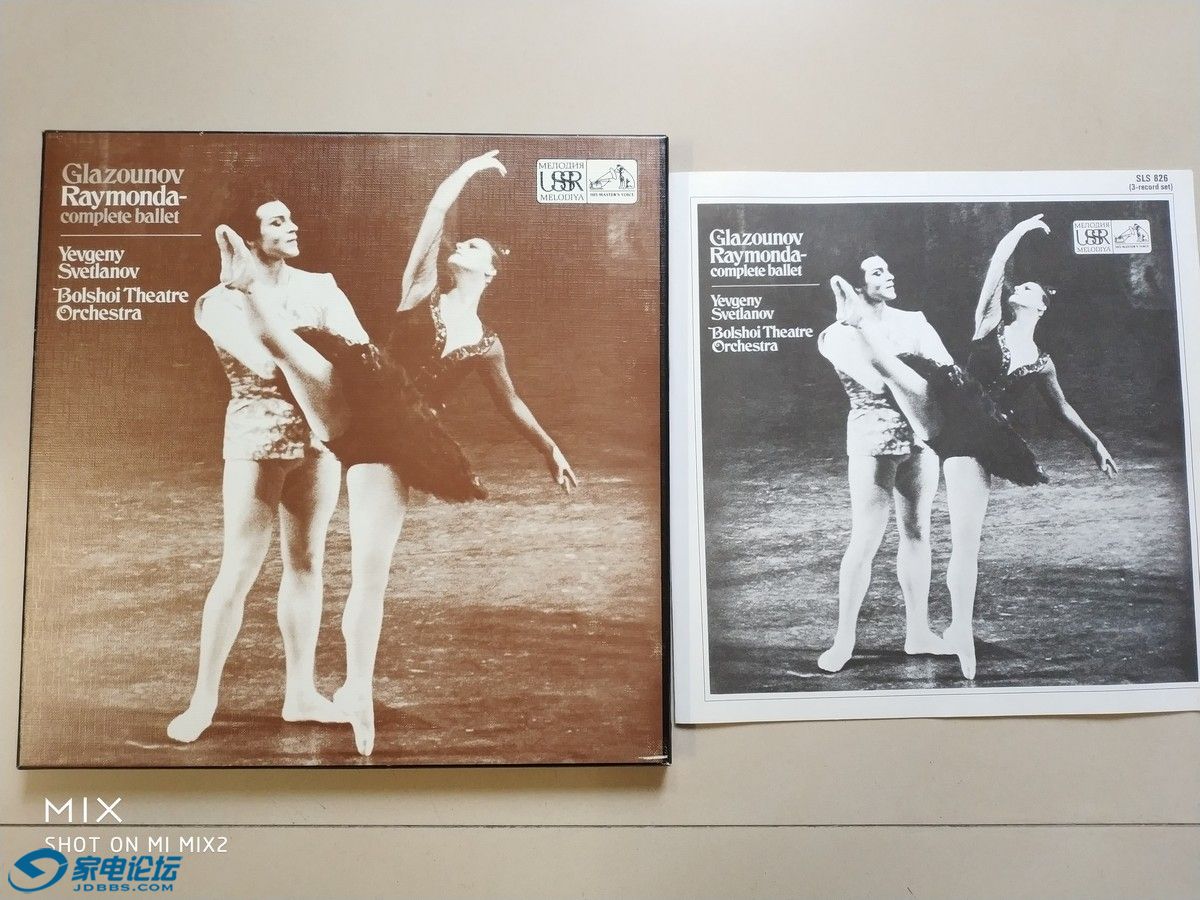 Glazounov
Raymonda-
complete ballet
Yevgeny
Svetlanov
Bolshoi Theatre
Orchestra
МЕЛОДИЯ
USSR
MELODIYA
HIS MASTER'S VOICE
SLS 826
(3-record set)
Glazounov
Raymonda-
complete ballet
Yevgeny
Svetlanov
Bolshoi Theatre
Orchestra
МЕЛОДИЯ
USSR
MELODIYA
MIX
SHOT ON MI MIX2
家电论坛
JDBBS.COM